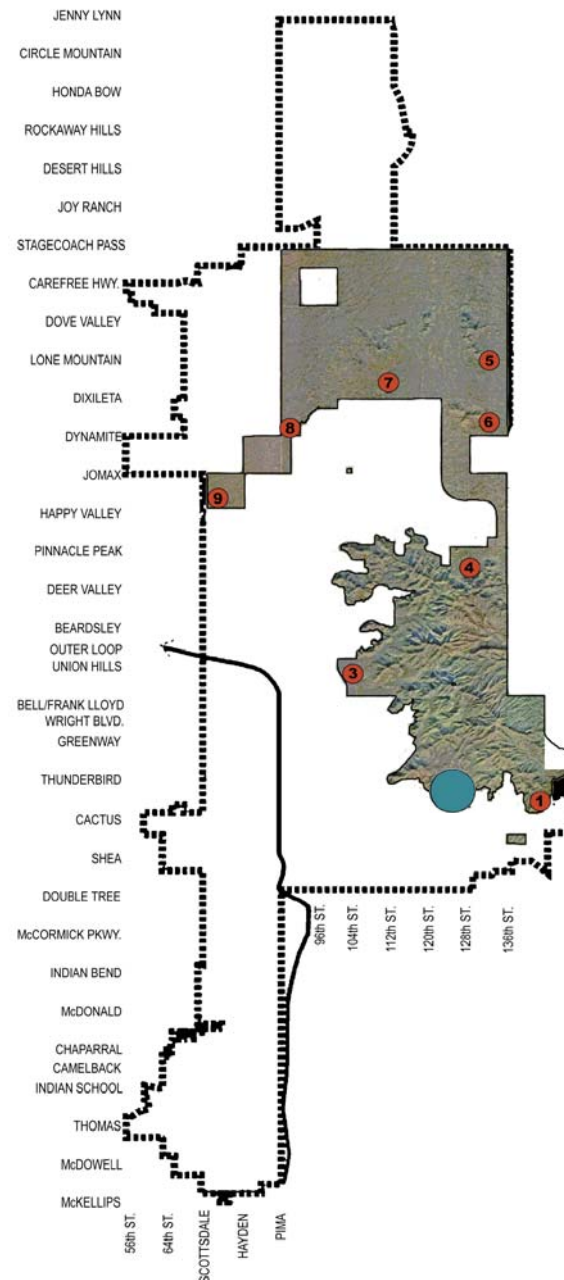 JENNY LYNN
CIRCLE MOUNTAIN
HONDA BOW
ROCKAWAY HILLS
DESERT HILLS
JOY RANCH
STAGECOACH PASS
CAREFREE HWY.
DOVE VALLEY
LONE MOUNTAIN
5
7
DIXILETA
6
8
DYNAMITE
JOMAX
9
HAPPY VALLEY
PINNACLE PEAK
4
DEER VALLEY
BEARDSLEY
OUTER LOOP
UNION HILLS
3
BELL/FRANK LLOYD
WRIGHT BLVD.
GREENWAY
THUNDERBIRD
1
CACTUS
SHEA
DOUBLE TREE
96th ST.
104th ST.
112th ST.
120th ST.
128th ST.
136th ST.
McCORMICK PKWY.
INDIAN BEND
McDONALD
CHAPARRAL
CAMELBACK
INDIAN SCHOOL
THOMAS
McDOWELL
McKELLIPS
56th ST.
64th ST.
SCOTTSDALE
HAYDEN
PIMA